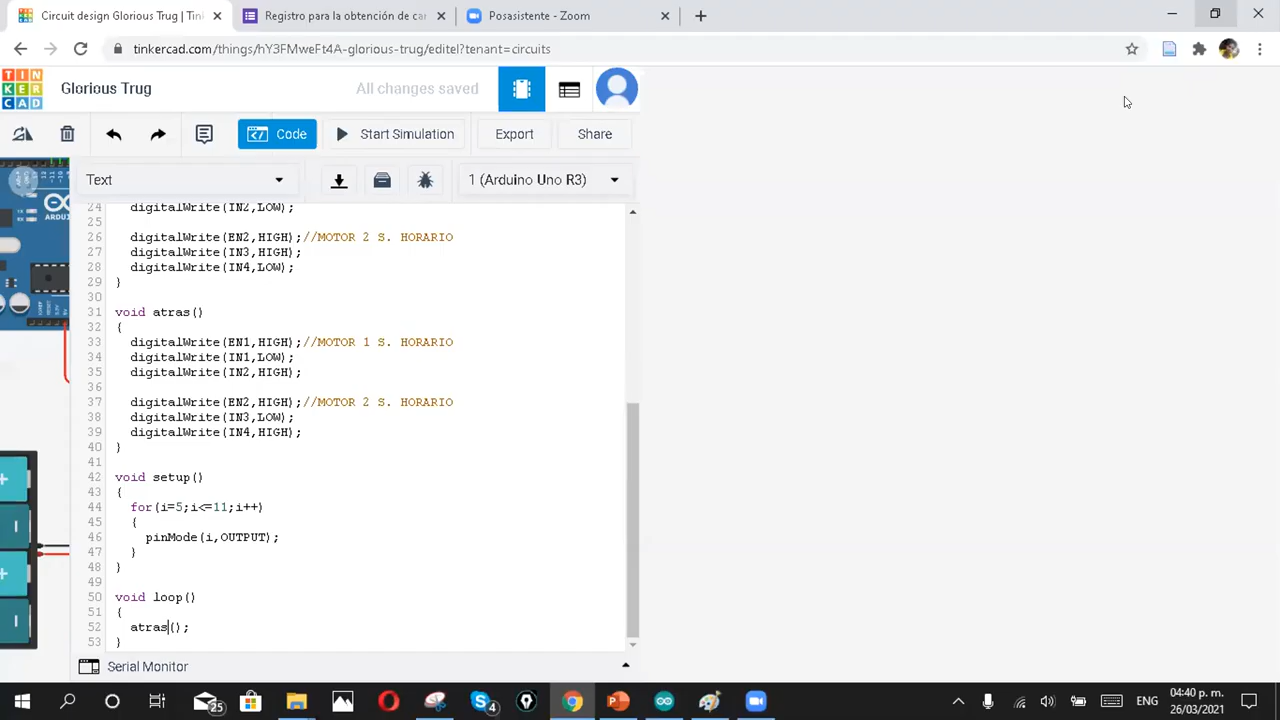 Circuit design Glorious Trug | Tink
Registro para la obtención de car
Posasistente - Zoom
tinkercad.com/things/hY3FMweFt4A-glorious-trug/editel?tenant=circuits
TIN
KER
CAD
Glorious Trug
All changes saved
Code
Start Simulation
Export
Share
Text
1 (Arduino Uno R3)
24 digitalWrite(IN2,LOW);
25
26 digitalWrite(EN2,HIGH);//MOTOR 2 S. HORARIO
27 digitalWrite(IN3,HIGH);
28 digitalWrite(IN4,LOW);
29 }
30
31 void atras()
32 {
33 digitalWrite(EN1,HIGH);//MOTOR 1 S. HORARIO
34 digitalWrite(IN1,LOW);
35 digitalWrite(IN2,HIGH);
36
37 digitalWrite(EN2,HIGH);//MOTOR 2 S. HORARIO
38 digitalWrite(IN3,LOW);
39 digitalWrite(IN4,HIGH);
40 }
41
42 void setup()
43 {
44 for(i=5;i<=11;i++)
45 {
46 pinMode(i,OUTPUT);
47 }
48 }
49
50 void loop()
51 {
52 atras();
53 }
Serial Monitor
25
4
ENG
04:40 p. m.
26/03/2021